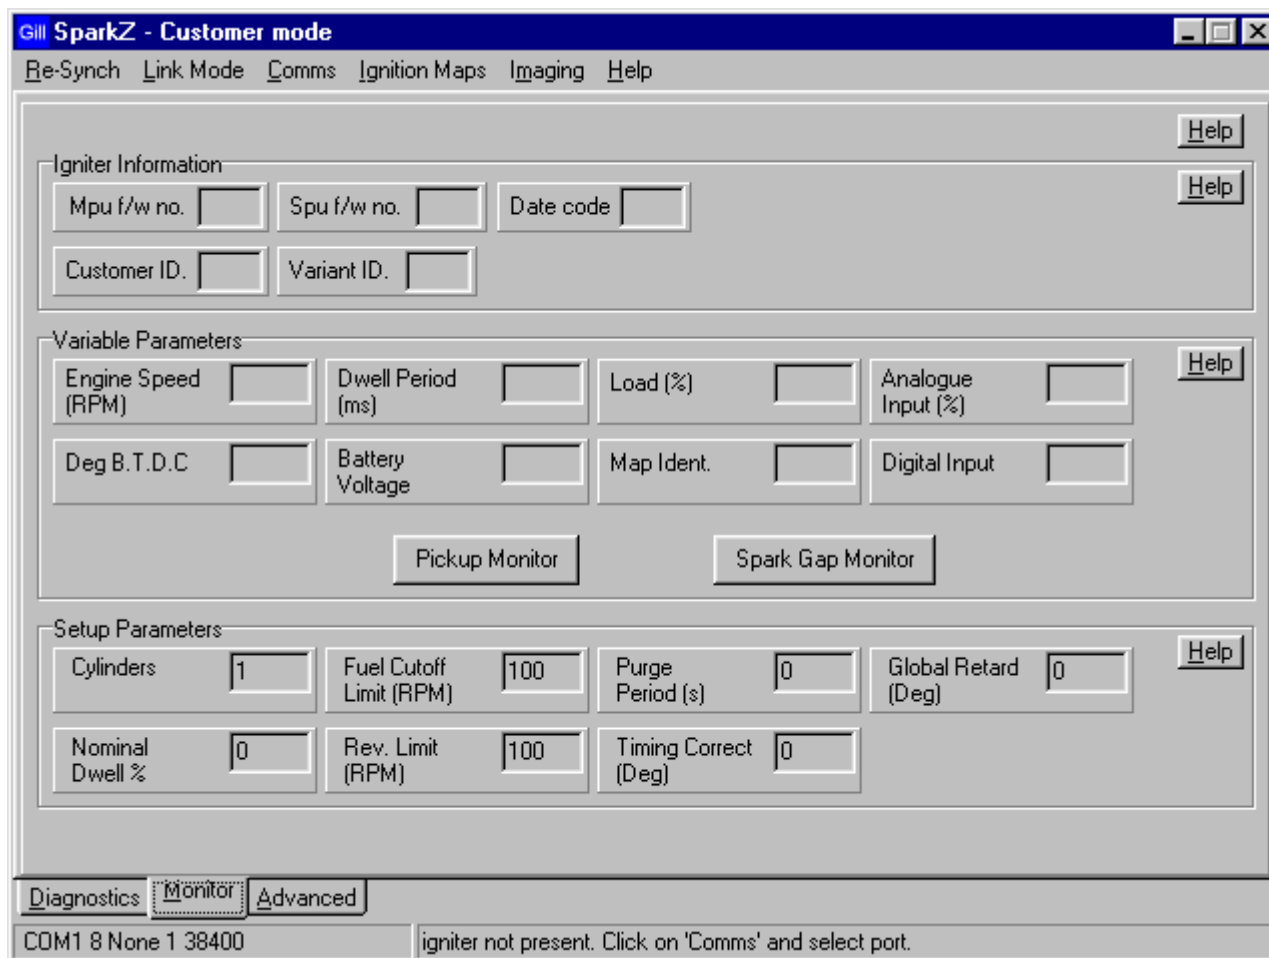 Gill SparkZ - Customer mode
Re-Synch Link Mode Comms Ignition Maps Imaging Help
Help
Igniter Information
Help
Mpu f/w no. Spu f/w no. Date code
Customer ID. Variant ID.
Variable Parameters
Help
Engine Speed
(RPM)
Dwell Period
(ms)
Load (%)
Analogue
Input (%)
Deg B.T.D.C
Battery
Voltage
Map Ident.
Digital Input
Pickup Monitor Spark Gap Monitor
Setup Parameters
Help
Cylinders 1
Fuel Cutoff
Limit (RPM) 100
Purge
Period (s) 0
Global Retard
(Deg) 0
Nominal
Dwell % 0
Rev. Limit
(RPM) 100
Timing Correct
(Deg) 0
Diagnostics Monitor Advanced
COM1 8 None 1 38400 igniter not present. Click on 'Comms' and select port.